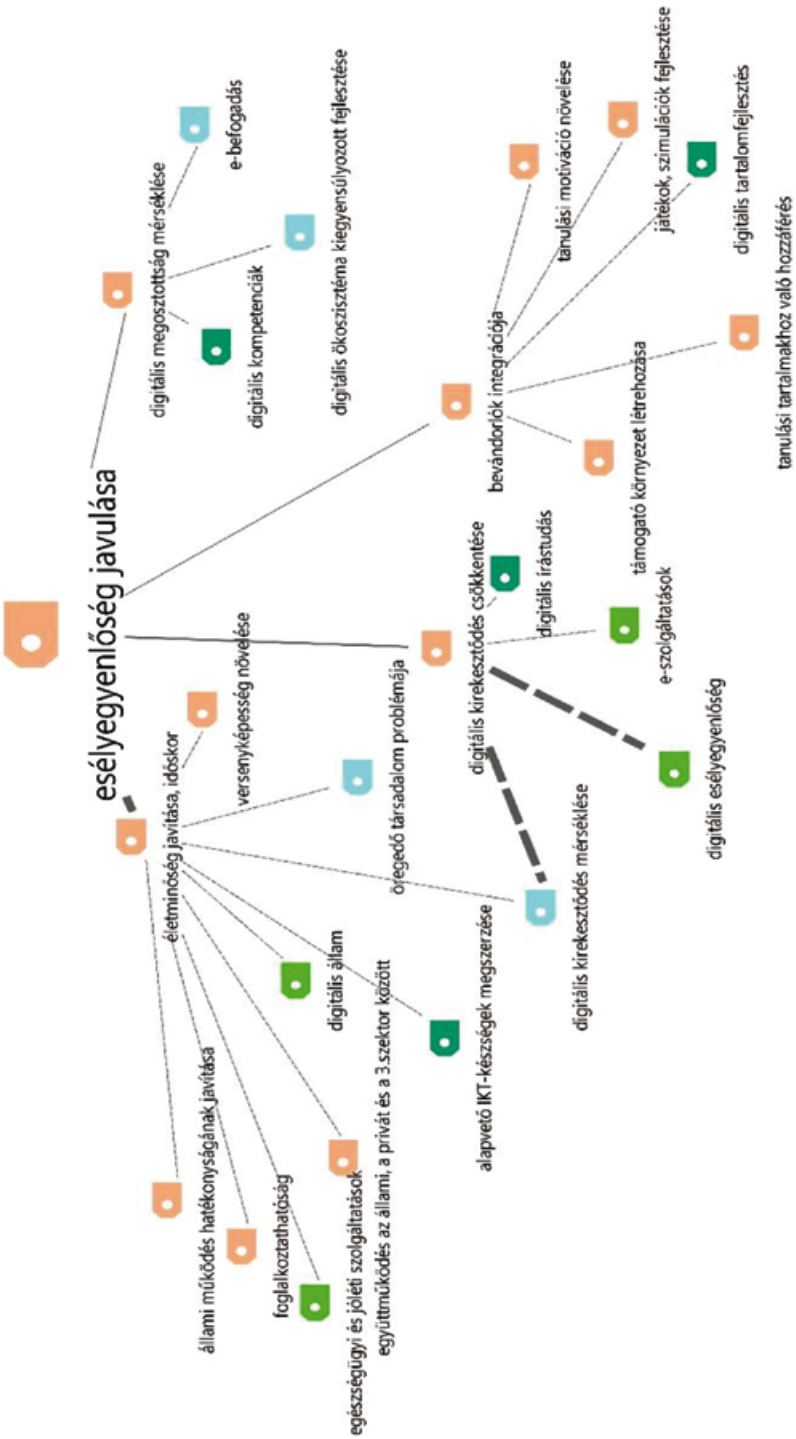 esélyegyenlőség javulása
életminőség javítása, időskor
állami működés hatékonyságának javítása
foglalkoztathatóság
egészségügyi és jóléti szolgáltatások
együttműködés az állami, a privát és a 3.szektor között
digitális állam
alapvető IKT-készségek megszerzése
digitális kirekesztődés mérséklése
öregedő társadalom problémája
versenyképesség növelése
digitális kirekesztődés csökkentése
digitális esélyegyenlőség
e-szolgáltatások
digitális írástudás
bevándorlók integrációja
támogató környezet létrehozása
tanulási tartalmakhoz való hozzáférés
digitális tartalomfejlesztés
játékok, szimulációk fejlesztése
tanulási motiváció növelése
digitális megosztottság mérséklése
digitális kompetenciák
digitális ökoszisztéma kiegyensúlyozott fejlesztése
e-befogadás